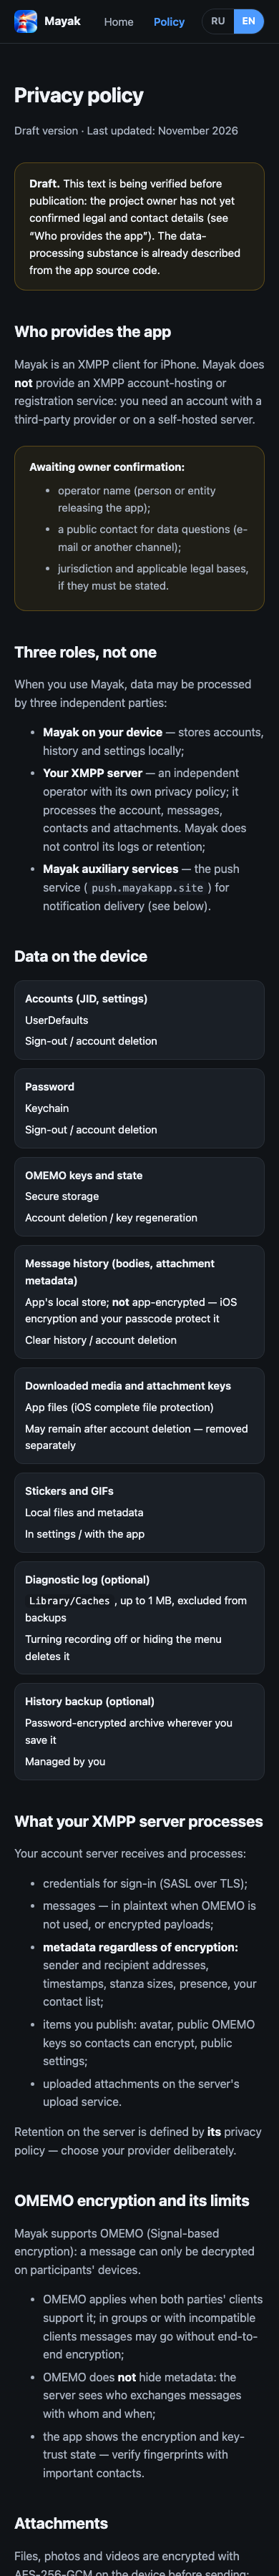 Mayak
Home
Policy
RU
EN
Privacy policy
Draft version · Last updated: November 2026
Draft. This text is being verified before
publication: the project owner has not yet
confirmed legal and contact details (see
“Who provides the app”). The data-
processing substance is already described
from the app source code.
Who provides the app
Mayak is an XMPP client for iPhone. Mayak does
not provide an XMPP account-hosting or
registration service: you need an account with a
third-party provider or on a self-hosted server.
Awaiting owner confirmation:
• operator name (person or entity
releasing the app);
• a public contact for data questions (e-
mail or another channel);
• jurisdiction and applicable legal bases,
if they must be stated.
Three roles, not one
When you use Mayak, data may be processed
by three independent parties:
• Mayak on your device — stores accounts,
history and settings locally;
• Your XMPP server — an independent
operator with its own privacy policy; it
processes the account, messages,
contacts and attachments. Mayak does
not control its logs or retention;
• Mayak auxiliary services — the push
service ( push.mayakapp.site ) for
notification delivery (see below).
Data on the device
Accounts (JID, settings)
UserDefaults
Sign-out / account deletion
Password
Keychain
Sign-out / account deletion
OMEMO keys and state
Secure storage
Account deletion / key regeneration
Message history (bodies, attachment
metadata)
App's local store; not app-encrypted — iOS
encryption and your passcode protect it
Clear history / account deletion
Downloaded media and attachment keys
App files (iOS complete file protection)
May remain after account deletion — removed
separately
Stickers and GIFs
Local files and metadata
In settings / with the app
Diagnostic log (optional)
Library/Caches , up to 1 MB, excluded from
backups
Turning recording off or hiding the menu
deletes it
History backup (optional)
Password-encrypted archive wherever you
save it
Managed by you
What your XMPP server processes
Your account server receives and processes:
• credentials for sign-in (SASL over TLS);
• messages — in plaintext when OMEMO is
not used, or encrypted payloads;
• metadata regardless of encryption:
sender and recipient addresses,
timestamps, stanza sizes, presence, your
contact list;
• items you publish: avatar, public OMEMO
keys so contacts can encrypt, public
settings;
• uploaded attachments on the server's
upload service.
Retention on the server is defined by its privacy
policy — choose your provider deliberately.
OMEMO encryption and its limits
Mayak supports OMEMO (Signal-based
encryption): a message can only be decrypted
on participants' devices.
• OMEMO applies when both parties' clients
support it; in groups or with incompatible
clients messages may go without end-to-
end encryption;
• OMEMO does not hide metadata: the
server sees who exchanges messages
with whom and when;
• the app shows the encryption and key-
trust state — verify fingerprints with
important contacts.
Attachments
Files, photos and videos are encrypted with
AES-256-GCM on the device before sending;